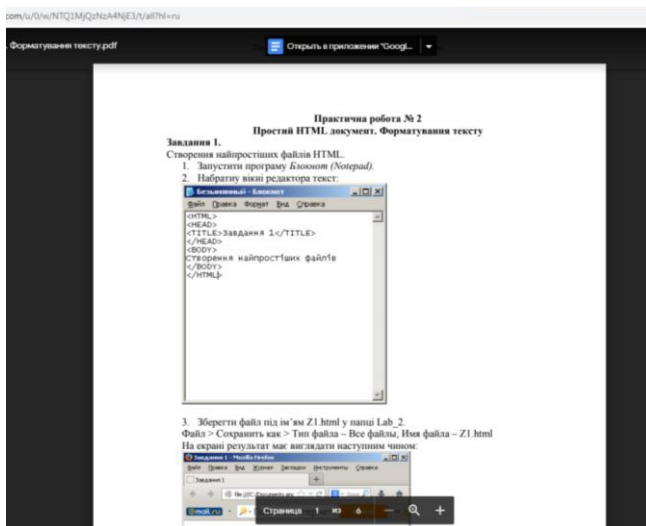 com/u/0/w/NTQ1MjQzNzA4NjE3/t/all?hl=ru
. Форматування тексту.pdf
Открыть в приложении "Googl...
Практична робота № 2
Простий HTML документ. Форматування тексту
Завдання 1.
Створення найпростіших файлів HTML.
1. Запустити програму Блокнот (Notepad).
2. Набратиу вікні редактора текст:
Безымянный - Блокнот
Файл Правка Формат Вид Справка
<HTML>
<HEAD>
<TITLE>Завдання 1</TITLE>
</HEAD>
<BODY>
Створення найпростіших файлів
</BODY>
</HTML>
3. Зберегти файл під ім’ям Z1.html у папці Lab_2.
Файл > Сохранить как > Тип файла – Все файлы, Имя файла – Z1.html
На екрані результат має виглядати наступним чином:
Завдання 1 - Mozilla Firefox
Файл Правка Вид Журнал Закладки Инструменты Справка
Завдання 1
@mail.ru
Страница 1 из 6